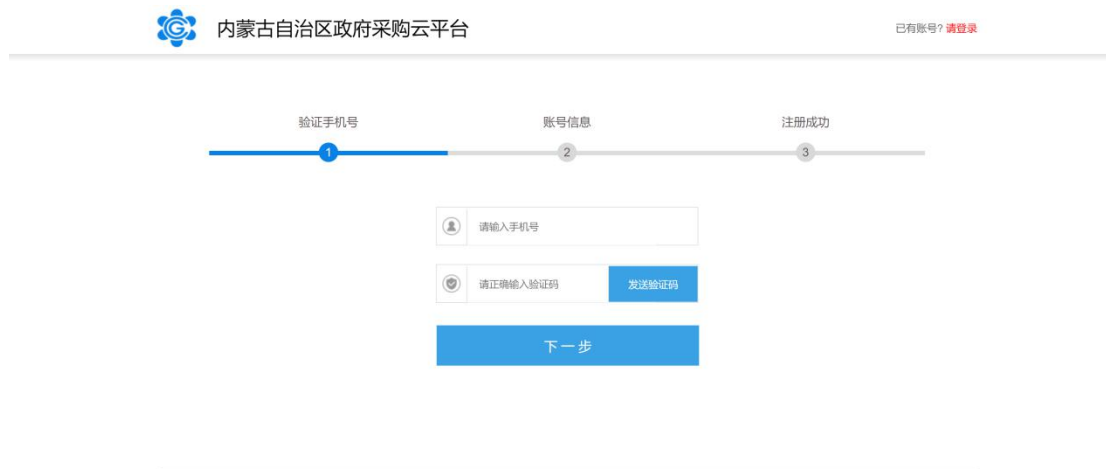 内蒙古自治区政府采购云平台
已有账号? 请登录
验证手机号 账号信息 注册成功
1 2 3
请输入手机号
请正确输入验证码 发送验证码
下一步